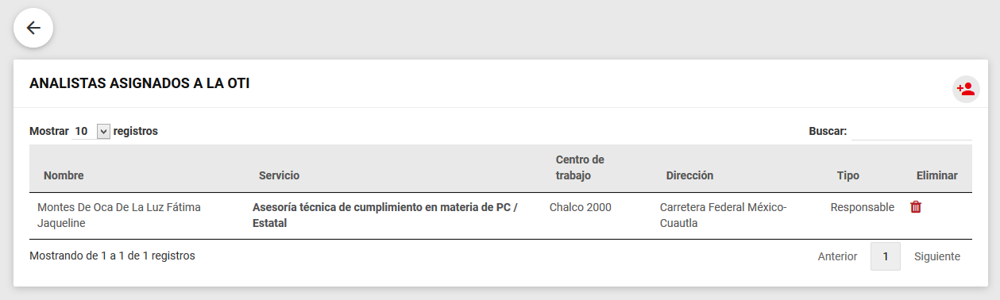 ANALISTAS ASIGNADOS A LA OTI
Mostrar 10 registros
Buscar:
Nombre Servicio Centro de trabajo Dirección Tipo Eliminar
Montes De Oca De La Luz Fátima Jaqueline
Asesoría técnica de cumplimiento en materia de PC / Estatal
Chalco 2000
Carretera Federal México-Cuautla
Responsable
Mostrando de 1 a 1 de 1 registros
Anterior 1 Siguiente